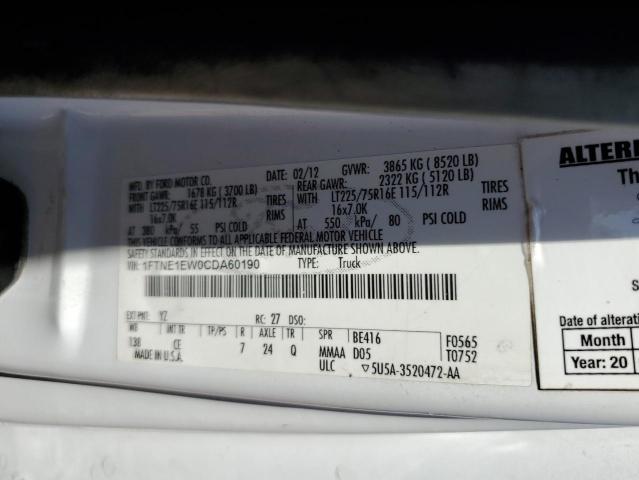 MFD. BY FORD MOTOR CO.
DATE: 02/12 GVWR: 3865 KG ( 8520 LB)
FRONT GAWR: 1678 KG ( 3700 LB) REAR GAWR: 2322 KG ( 5120 LB)
WITH LT225/75R16E 115/112R TIRES WITH LT225/75R16E 115/112R TIRES
16x7.0K RIMS 16x7.0K RIMS
AT 380 kPa/ 55 PSI COLD AT 550 kPa/ 80 PSI COLD
THIS VEHICLE CONFORMS TO ALL APPLICABLE FEDERAL MOTOR VEHICLE
SAFETY STANDARDS IN EFFECT ON THE DATE OF MANUFACTURE SHOWN ABOVE.
VIN: 1FTNE1EW0CDA60190 TYPE: Truck
EXT PNT: YZ RC: 27 DSO:
WB INT TR TP/PS R AXLE TR SPR BE416 F0565
138 CE 7 24 Q MMAA D05 T0752
MADE IN U.S.A. ULC ▽5U5A-3520472-AA
ALTERE
Th
Date of alteration
Month
Year: 20